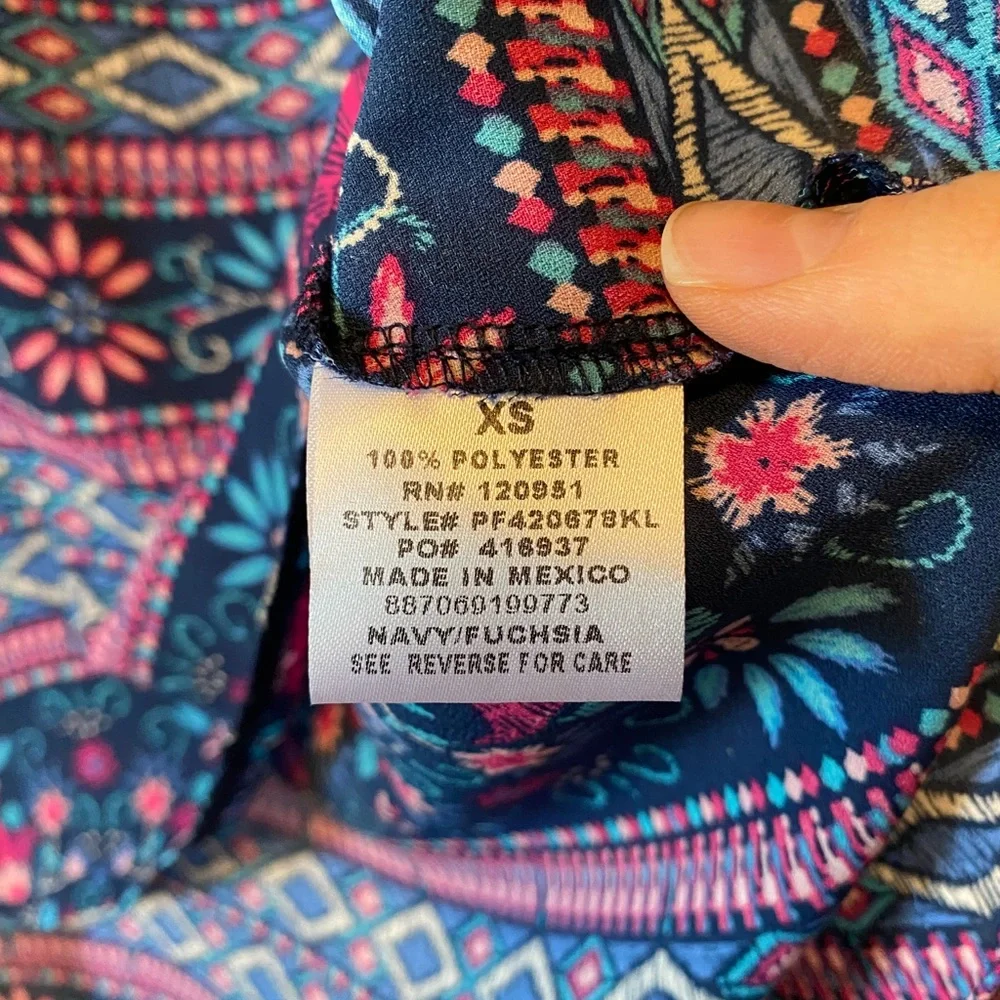 XS
100% POLYESTER
RN# 120951
STYLE# PF420678KL
PO# 416937
MADE IN MEXICO
887069199773
NAVY/FUCHSIA
SEE REVERSE FOR CARE